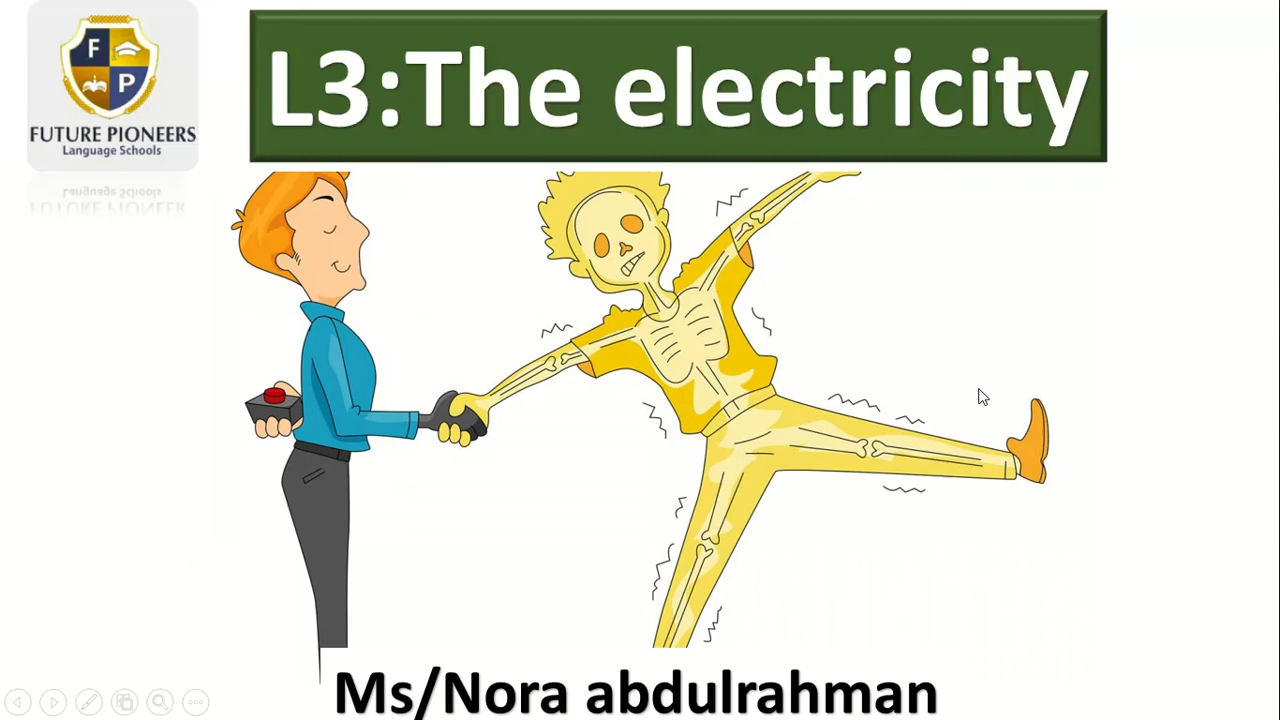 F
P
FUTURE PIONEERS
Language Schools
L3:The electricity
Ms/Nora abdulrahman